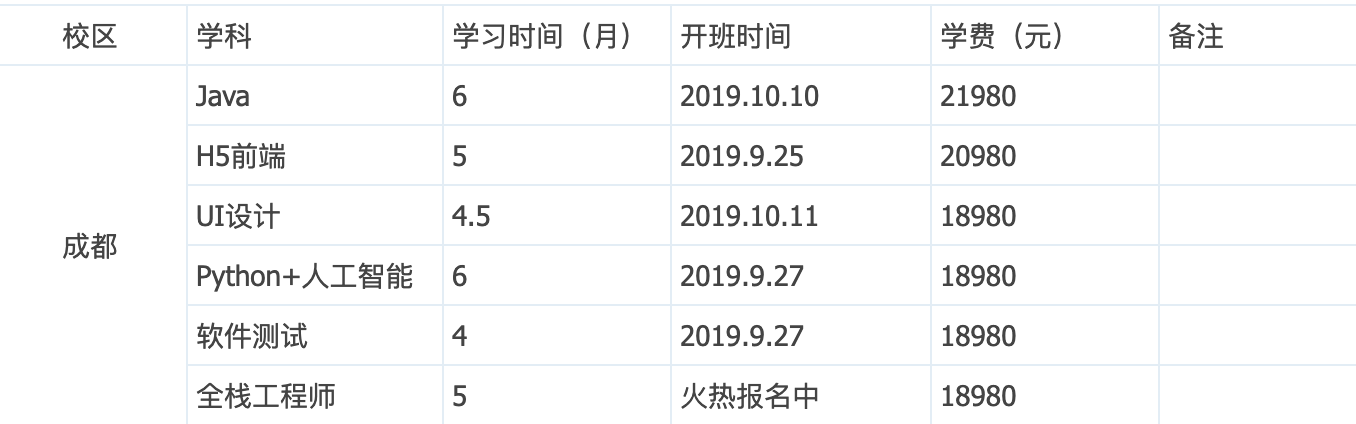 校区 学科 学习时间（月） 开班时间 学费（元） 备注
Java 6 2019.10.10 21980
H5前端 5 2019.9.25 20980
UI设计 4.5 2019.10.11 18980
成都
Python+人工智能 6 2019.9.27 18980
软件测试 4 2019.9.27 18980
全栈工程师 5 火热报名中 18980